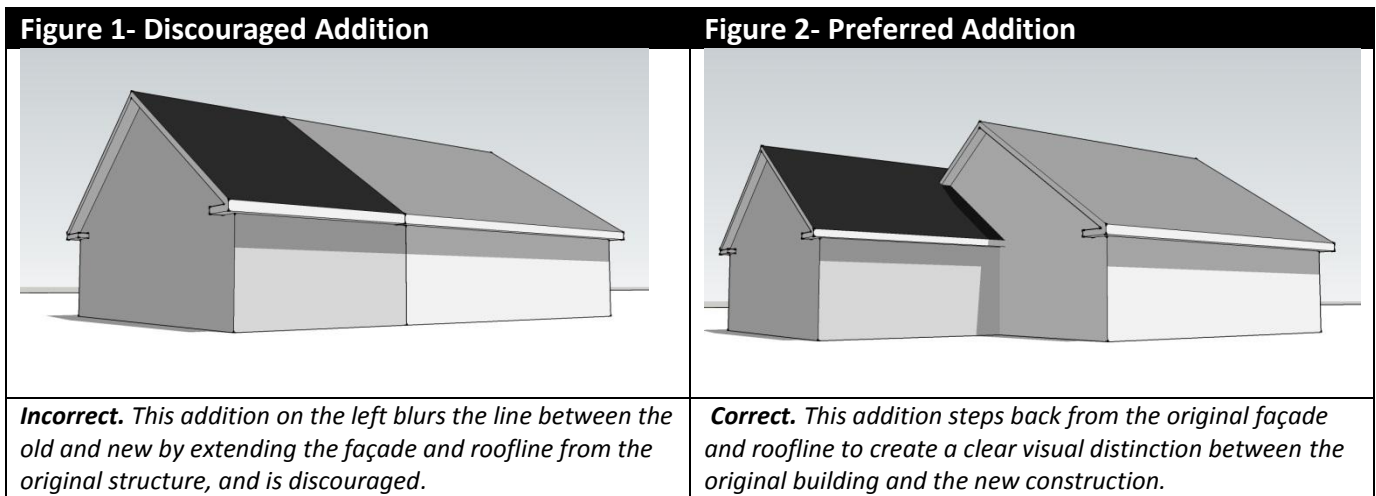 Figure 1- Discouraged Addition
Figure 2- Preferred Addition
Incorrect. This addition on the left blurs the line between the
old and new by extending the façade and roofline from the
original structure, and is discouraged.
Correct. This addition steps back from the original façade
and roofline to create a clear visual distinction between the
original building and the new construction.